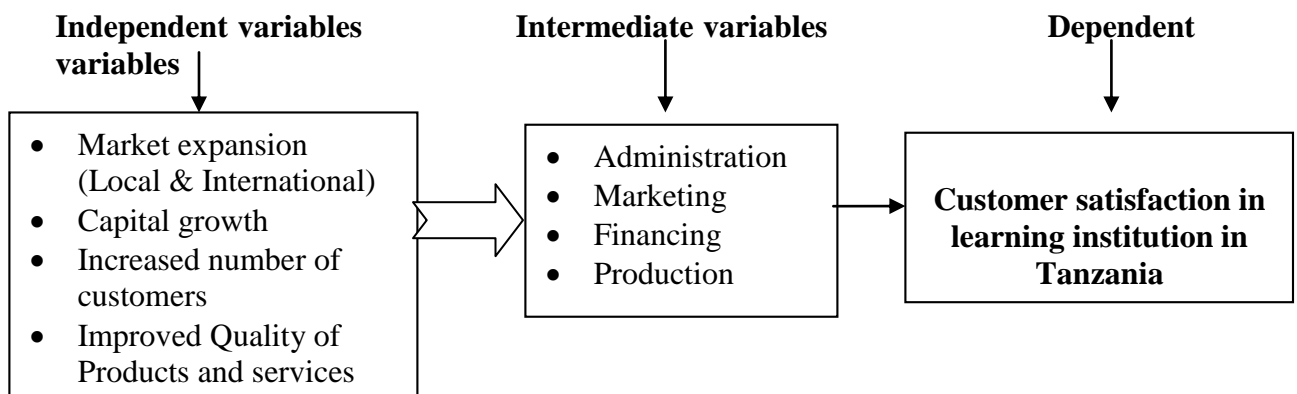 Independent variables Intermediate variables Dependent
variables
• Market expansion
(Local & International)
• Capital growth
• Increased number of
customers
• Improved Quality of
Products and services
• Administration
• Marketing
• Financing
• Production
Customer satisfaction in
learning institution in
Tanzania